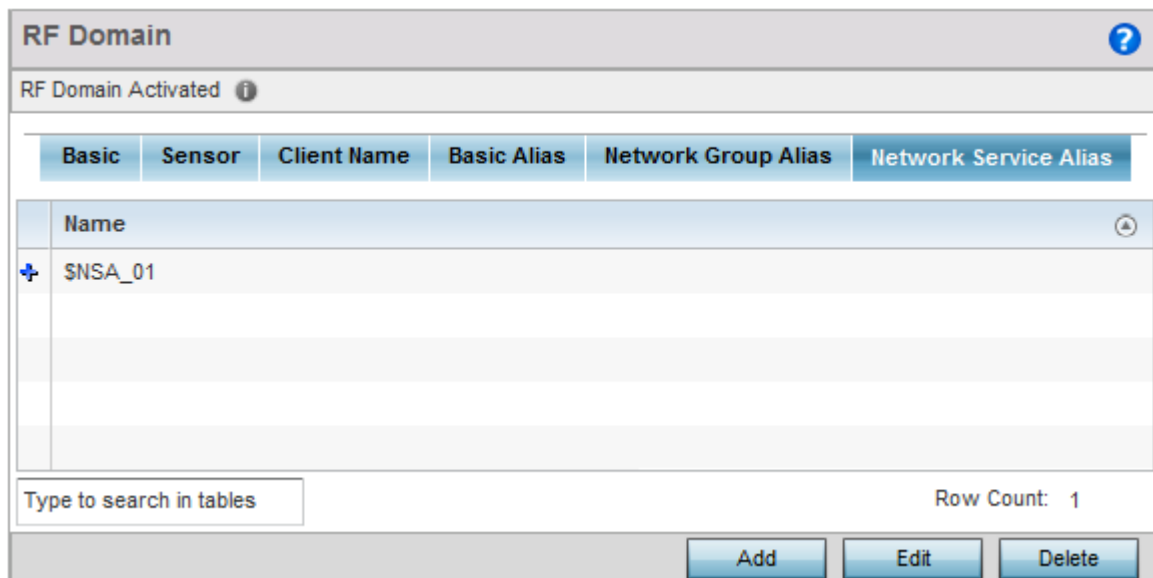 RF Domain
RF Domain Activated
Basic Sensor Client Name Basic Alias Network Group Alias Network Service Alias
Name
$NSA_01
Type to search in tables Row Count: 1
Add Edit Delete